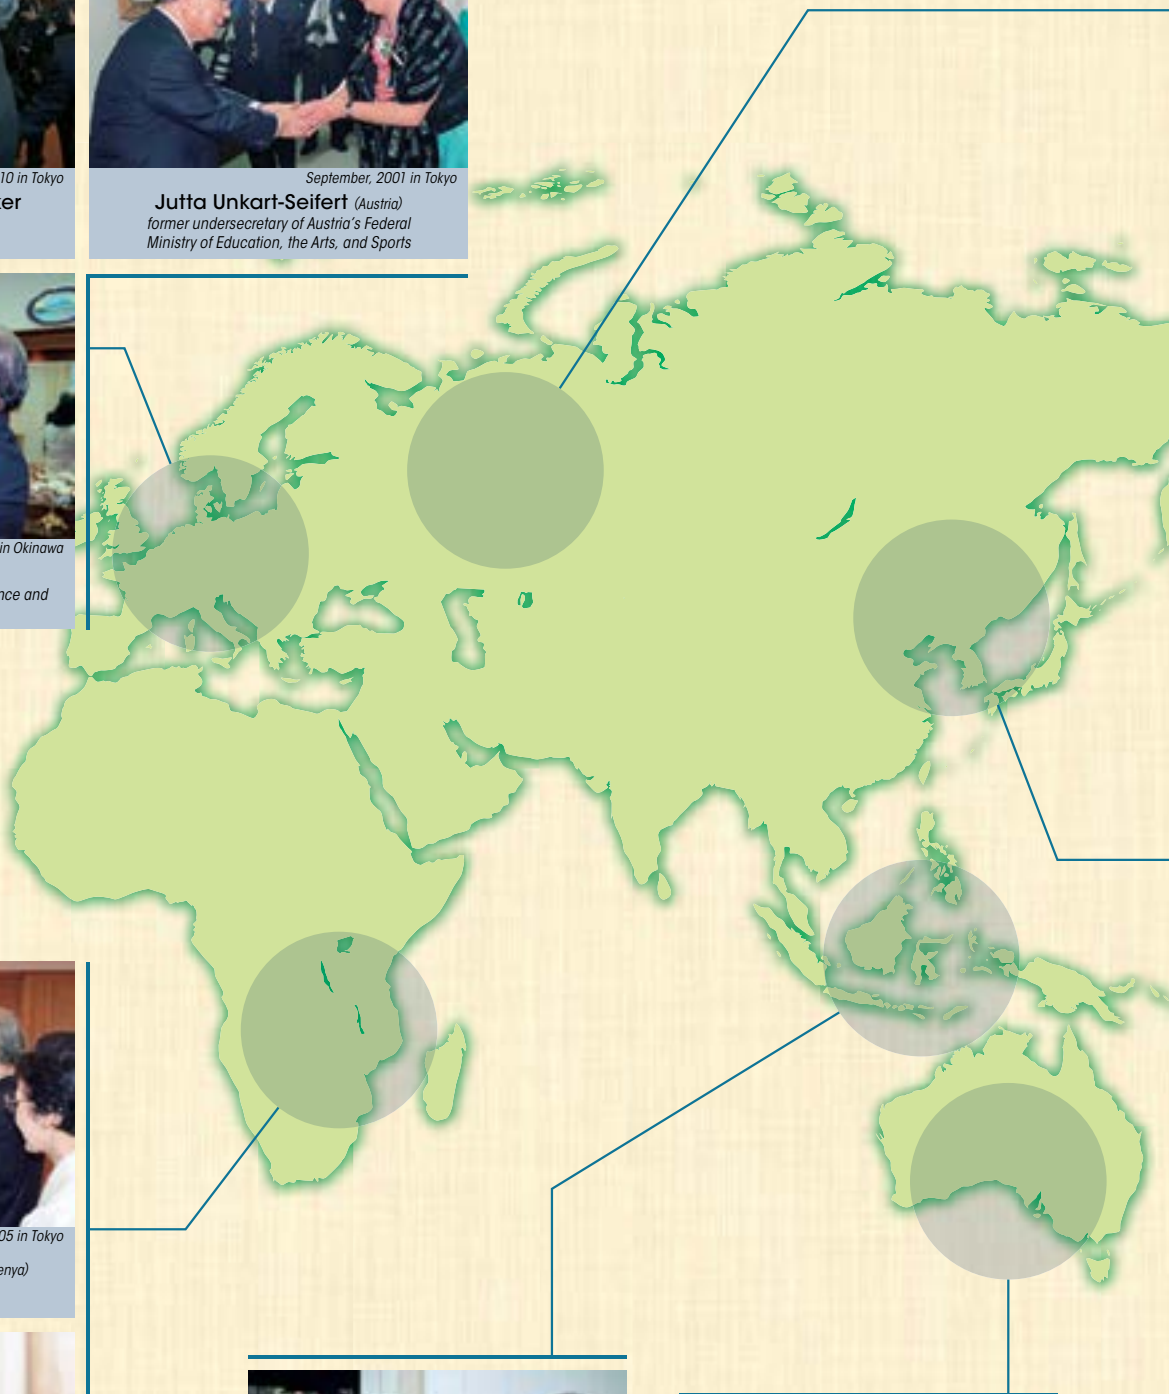 10 in Tokyo
ker
September, 2001 in Tokyo
Jutta Unkart-Seifert (Austria)
former undersecretary of Austria's Federal
Ministry of Education, the Arts, and Sports
in Okinawa
nce and
05 in Tokyo
enya)